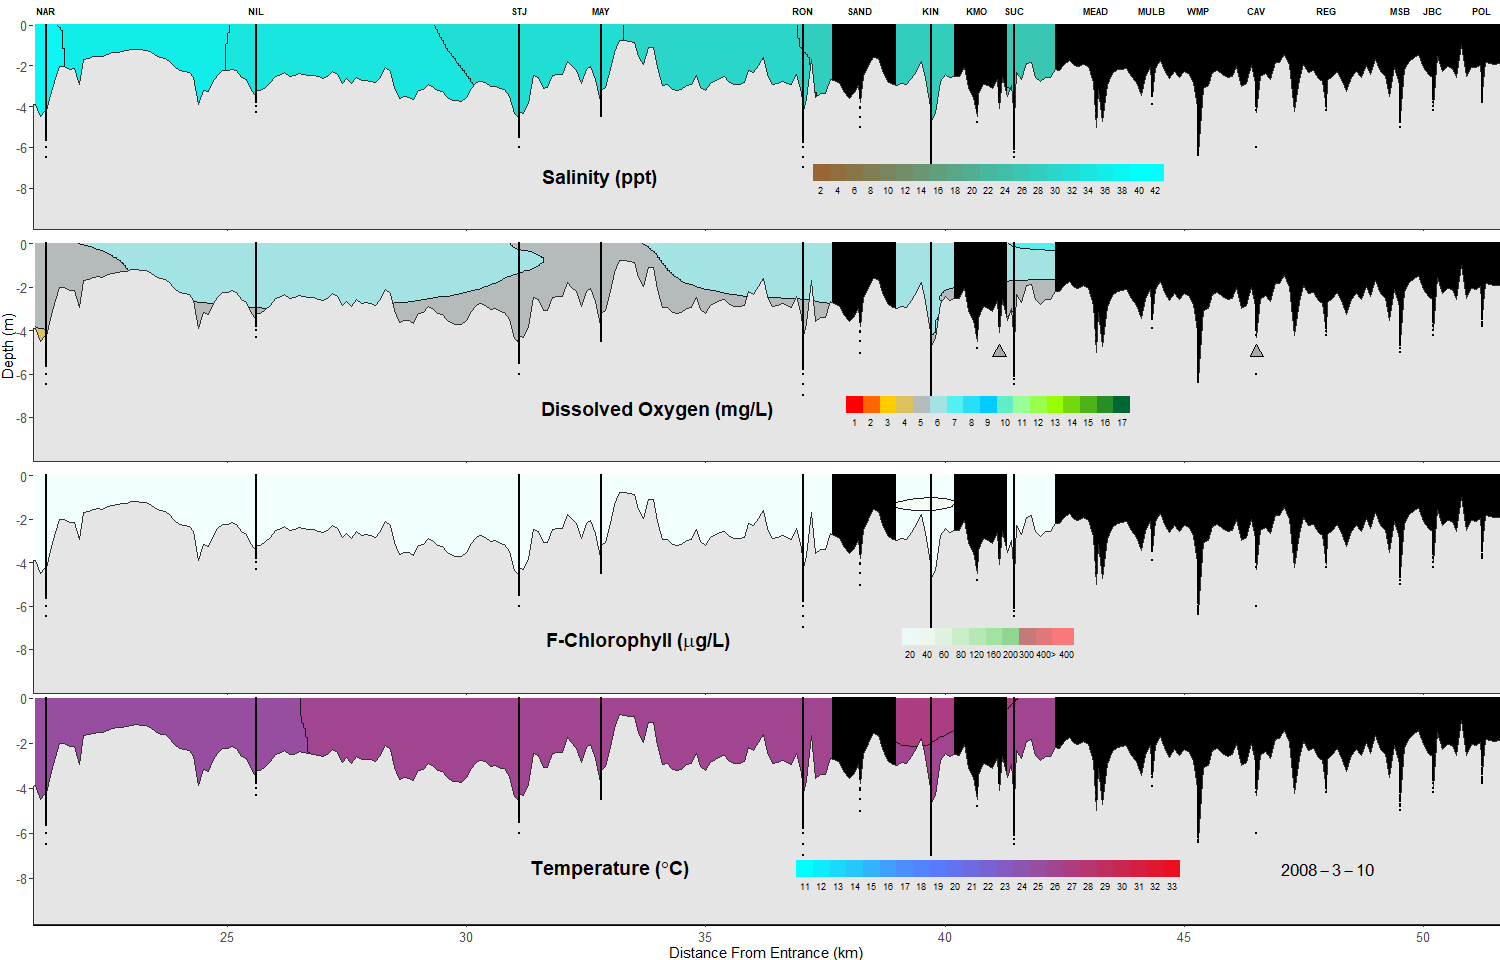 NAR NIL STJ MAY RON SAND KIN KMO SUC MEAD MULB WMP CAV REG MSB JBC POL
0
-2
-4
-6
-8
Salinity (ppt)
2 4 6 8 10 12 14 16 18 20 22 24 26 28 30 32 34 36 38 40 42
0
-2
-4
-6
-8
Depth (m)
Dissolved Oxygen (mg/L)
1 2 3 4 5 6 7 8 9 10 11 12 13 14 15 16 17
0
-2
-4
-6
-8
F-Chlorophyll (μg/L)
20 40 60 80 120 160 200 300 400> 400
0
-2
-4
-6
-8
Temperature (°C)
11 12 13 14 15 16 17 18 19 20 21 22 23 24 25 26 27 28 29 30 31 32 33
2008 – 3 – 10
25 30 35 40 45 50
Distance From Entrance (km)